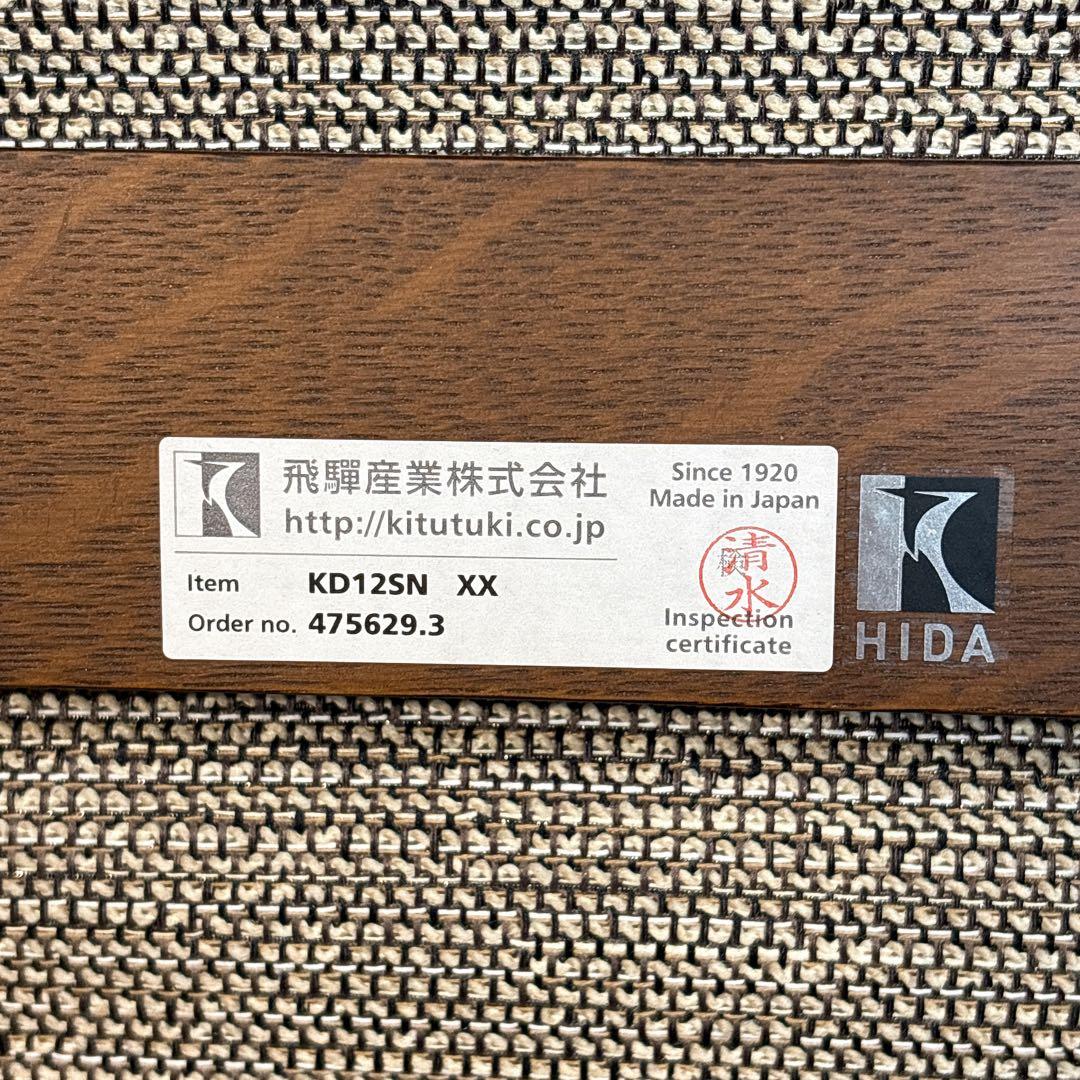 飛驒産業株式会社
http://kitutuki.co.jp
Since 1920
Made in Japan
Item KD12SN XX
Order no. 475629.3
清水
Inspection
certificate
HIDA